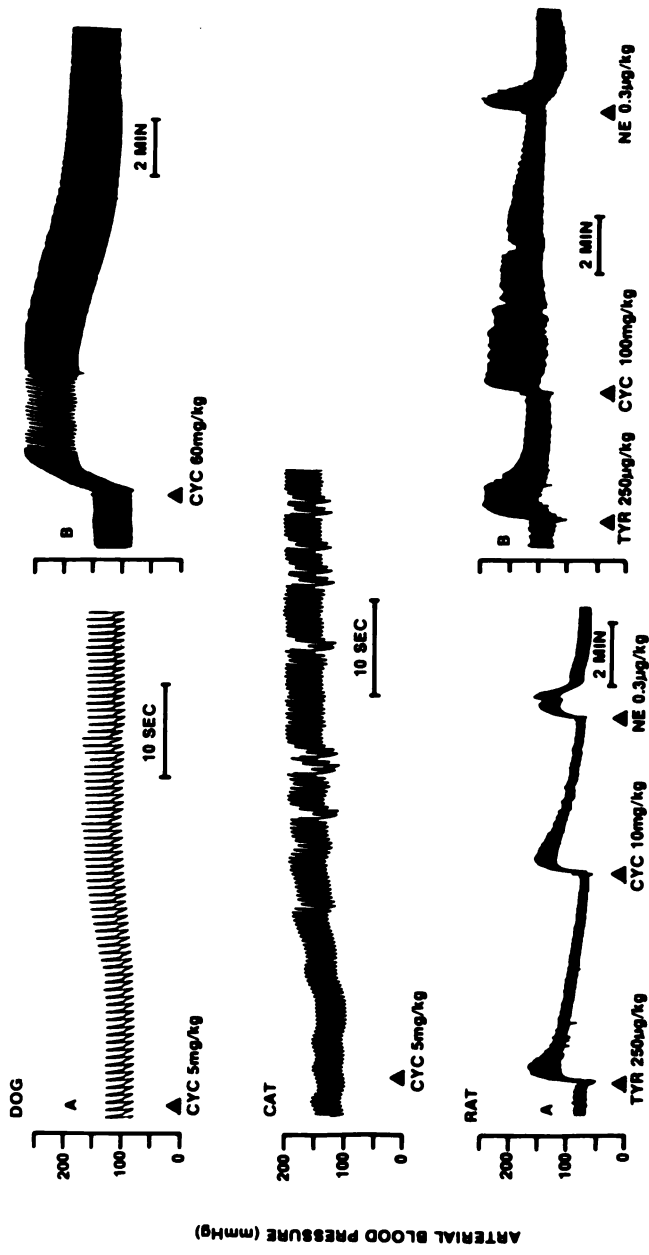 ARTERIAL BLOOD PRESSURE (mmHg)
DOG
200
100
0
A
CYC 5mg/kg
10 SEC
200
100
0
B
CYC 60mg/kg
2 MIN
CAT
200
100
0
CYC 5mg/kg
10 SEC
RAT
200
100
0
A
TYR 250µg/kg
CYC 10mg/kg
NE 0.3µg/kg
2 MIN
200
100
0
B
TYR 250µg/kg
CYC 100mg/kg
NE 0.3µg/kg
2 MIN